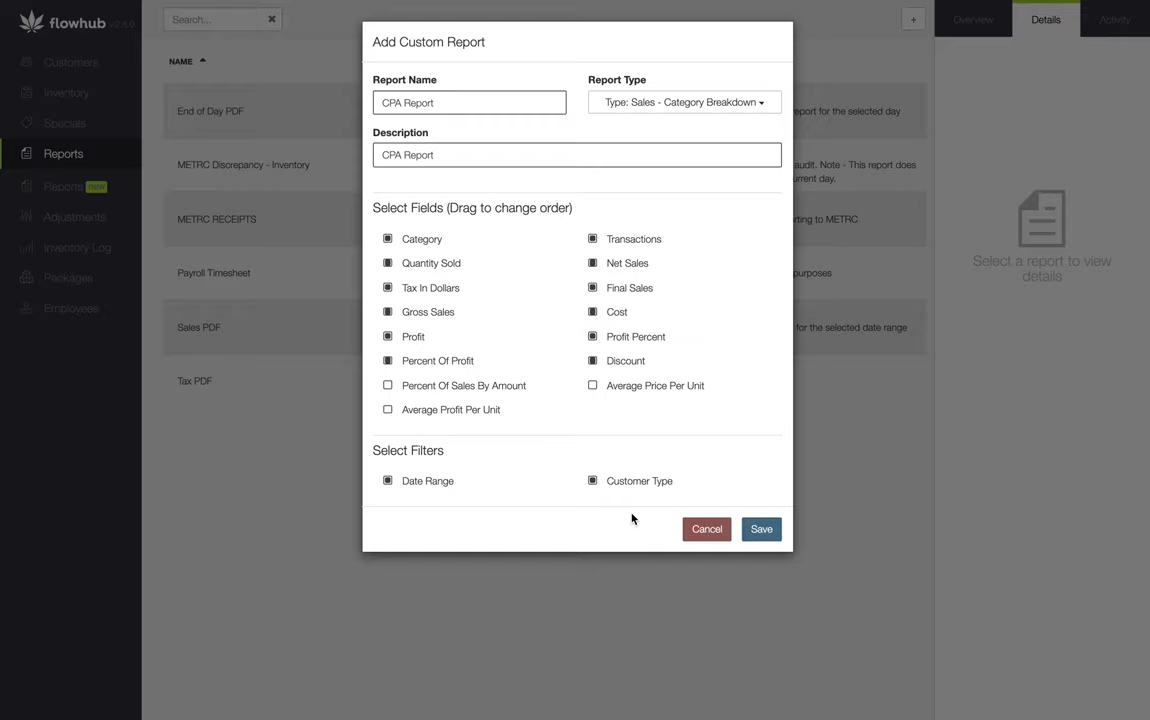 flowhub v2.4.0
Search...
+
Overview
Details
Activity
Customers
Inventory
Specials
Reports
Reports new
Adjustments
Inventory Log
Packages
Employees
NAME
End of Day PDF
eport for the selected day
METRC Discrepancy - Inventory
audit. Note - This report does
urrent day.
METRC RECEIPTS
rting to METRC
Payroll Timesheet
purposes
Sales PDF
for the selected date range
Tax PDF
Add Custom Report
Report Name
Report Type
CPA Report
Type: Sales - Category Breakdown
Description
CPA Report
Select Fields (Drag to change order)
Category
Transactions
Quantity Sold
Net Sales
Tax In Dollars
Final Sales
Gross Sales
Cost
Profit
Profit Percent
Percent Of Profit
Discount
Percent Of Sales By Amount
Average Price Per Unit
Average Profit Per Unit
Select Filters
Date Range
Customer Type
Cancel
Save
Select a report to view
details